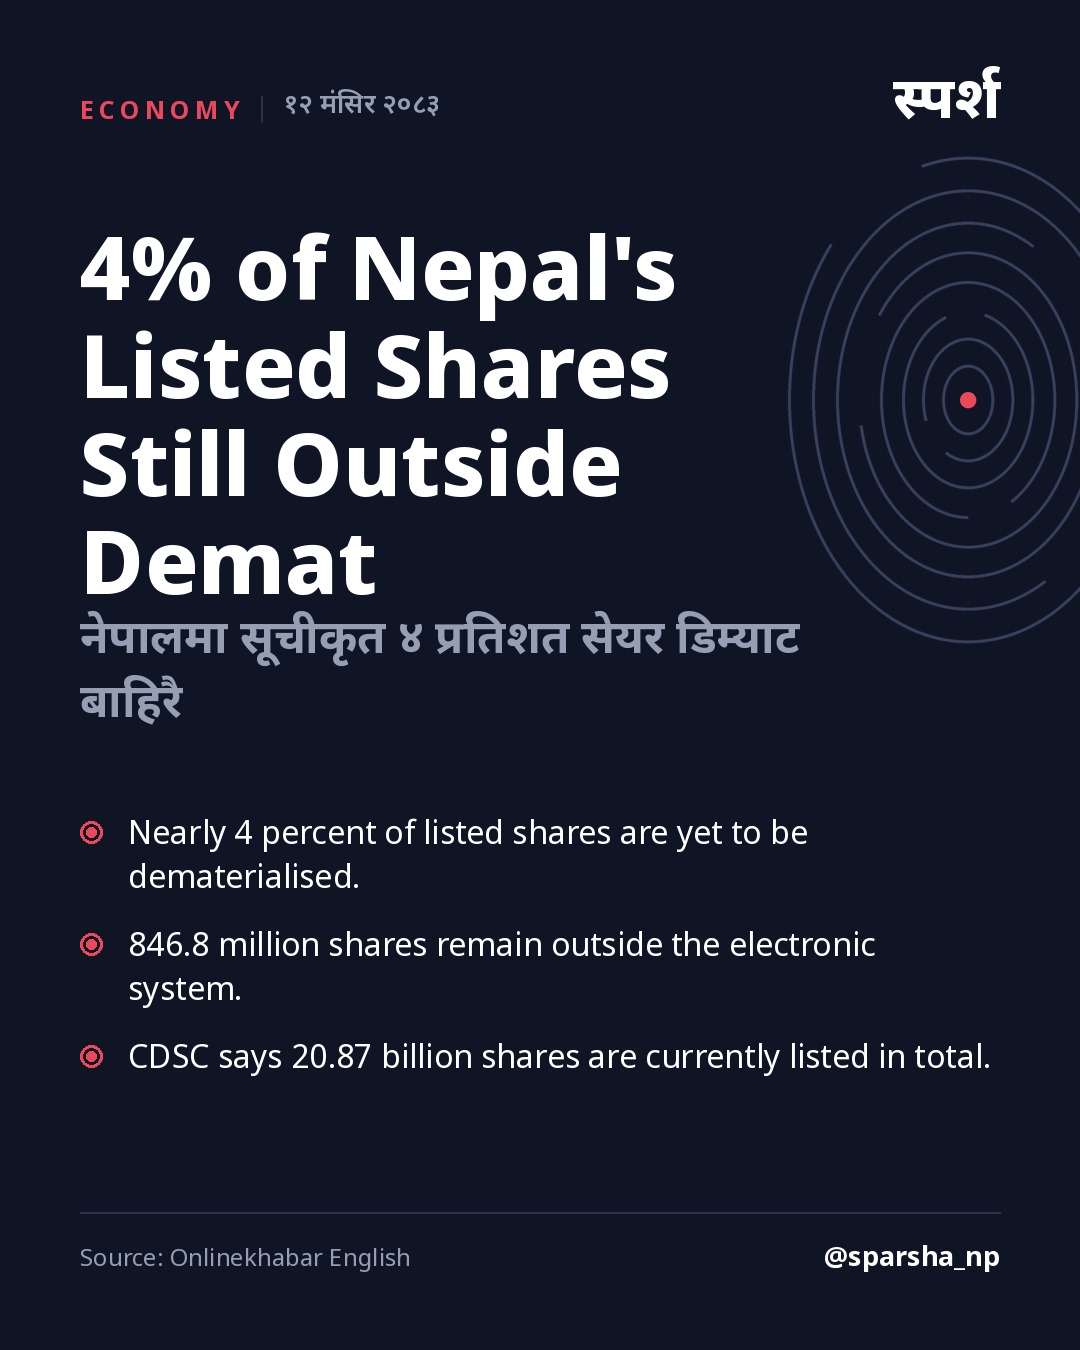 ECONOMY | १२ मंसिर २०८३
स्पर्श
4% of Nepal's
Listed Shares
Still Outside
Demat
नेपालमा सूचीकृत ४ प्रतिशत सेयर डिम्याट
बाहिरै
Nearly 4 percent of listed shares are yet to be
dematerialised.
846.8 million shares remain outside the electronic
system.
CDSC says 20.87 billion shares are currently listed in total.
Source: Onlinekhabar English
@sparsha_np